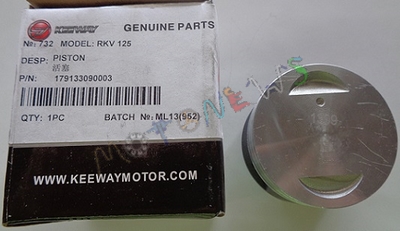 KEEWAY
GENUINE PARTS
№: 732 MODEL: RKV 125
DESP: PISTON
活塞
P/N: 179133090003
QTY: 1PC BATCH №: ML13(952)
WWW.KEEWAYMOTOR.COM
MOTONEWS